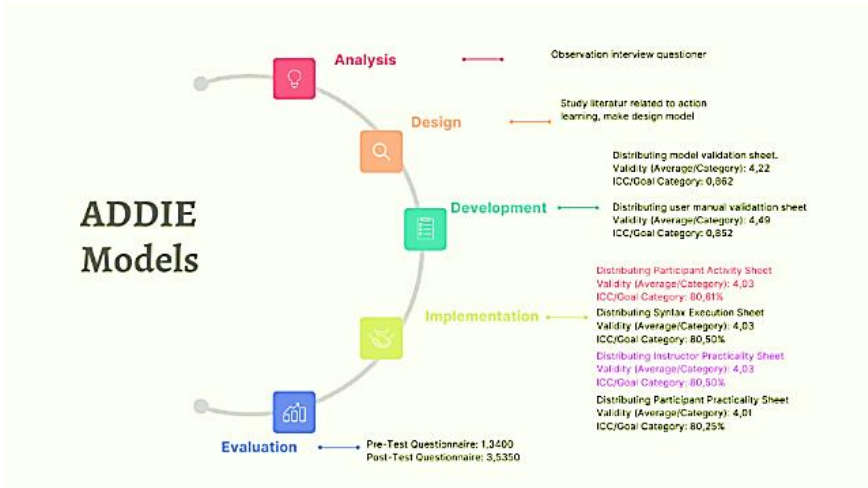 ADDIE
Models
Analysis
Observation interview questioner
Design
Study literatur related to action
learning, make design model
Development
Distributing model validation sheet.
Validity (Average/Category): 4,22
ICC/Goal Category: 0,862
Distributing user manual validattion sheet
Validity (Average/Category): 4,49
ICC/Goal Category: 0,852
Implementation
Distributing Participant Activity Sheet
Validity (Average/Category): 4,03
ICC/Goal Category: 80,61%
Distributing Syntax Execution Sheet
Validity (Average/Category): 4,03
ICC/Goal Category: 80,50%
Distributing Instructor Practicality Sheet
Validity (Average/Category): 4,03
ICC/Goal Category: 80,50%
Distributing Participant Practicality Sheet
Validity (Average/Category): 4,01
ICC/Goal Category: 80,25%
Evaluation
Pre-Test Questionnaire: 1,3400
Post-Test Questionnaire: 3,5350